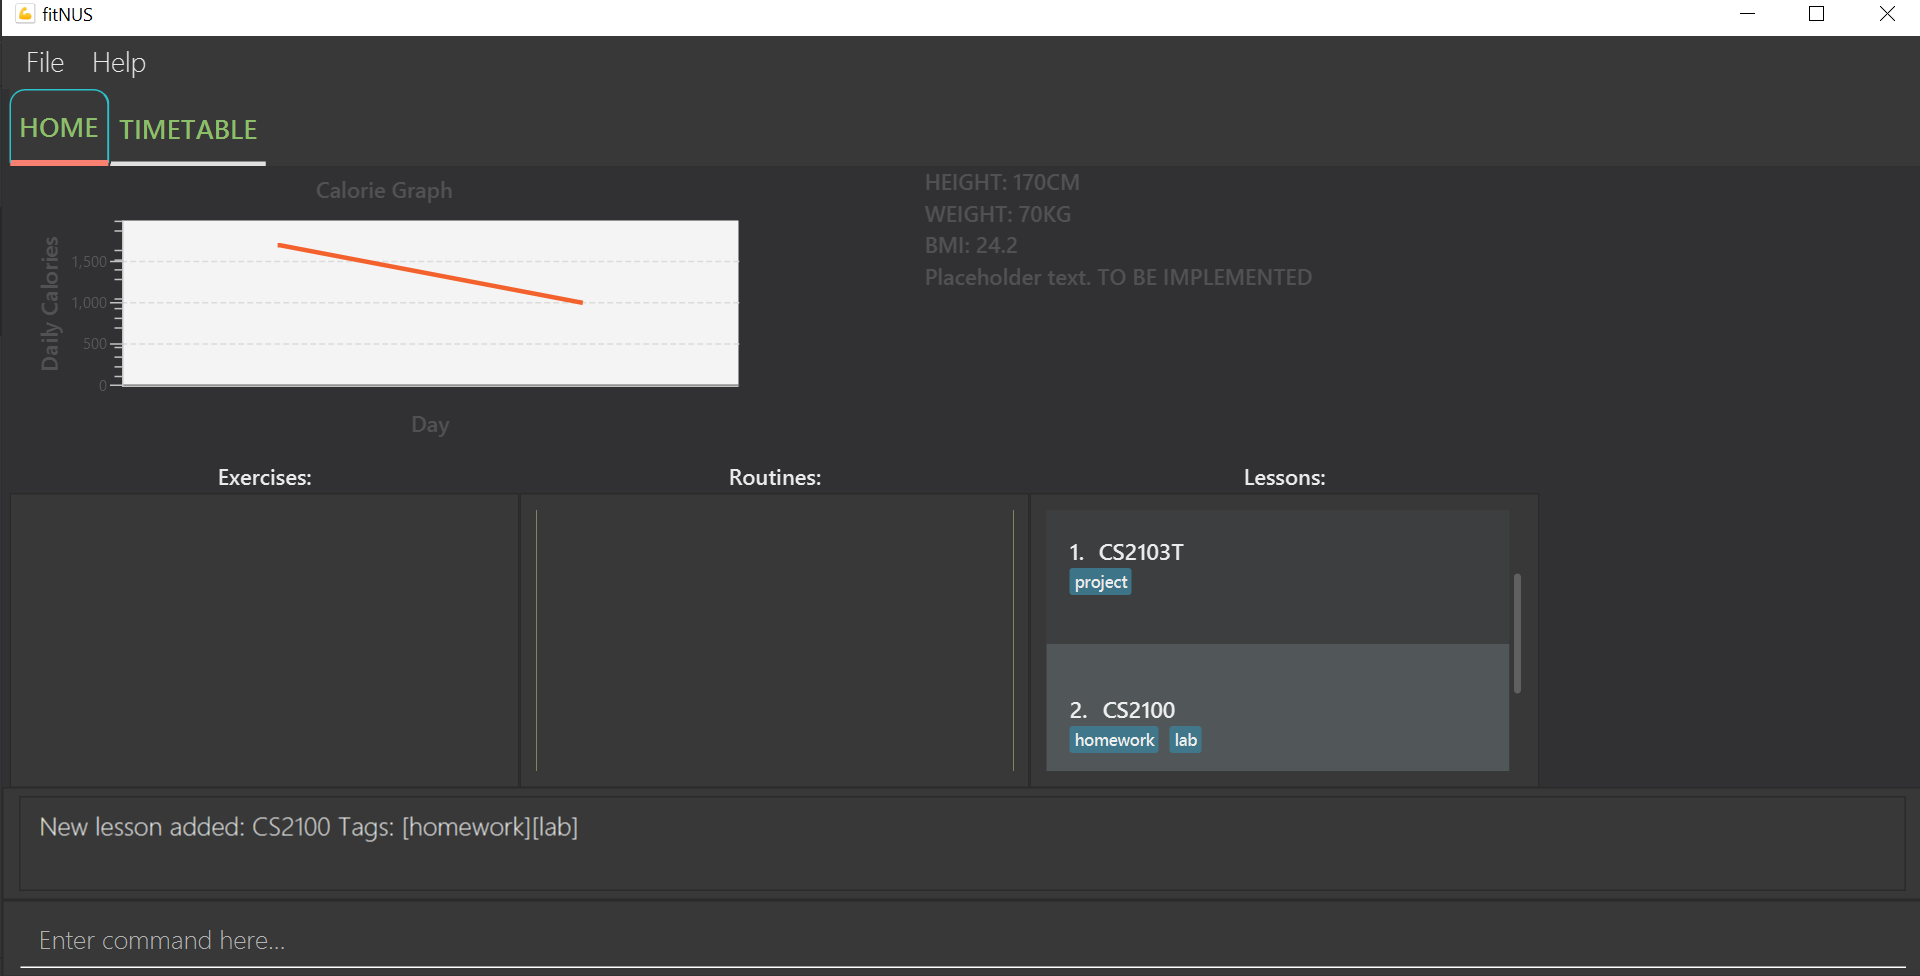 fitNUS
File Help
HOME TIMETABLE
Calorie Graph
Daily Calories
1,500
1,000
500
0
Day
HEIGHT: 170CM
WEIGHT: 70KG
BMI: 24.2
Placeholder text. TO BE IMPLEMENTED
Exercises:
Routines:
Lessons:
1. CS2103T
project
2. CS2100
homework lab
New lesson added: CS2100 Tags: [homework][lab]
Enter command here...